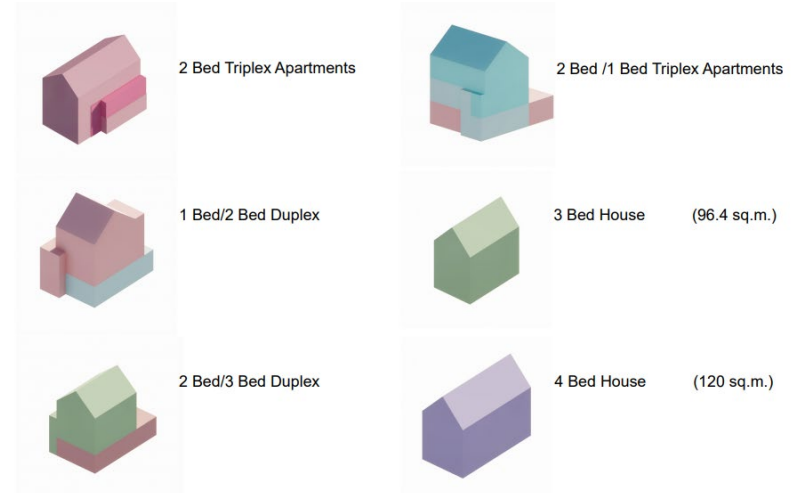 2 Bed Triplex Apartments
2 Bed /1 Bed Triplex Apartments
1 Bed/2 Bed Duplex
3 Bed House (96.4 sq.m.)
2 Bed/3 Bed Duplex
4 Bed House (120 sq.m.)